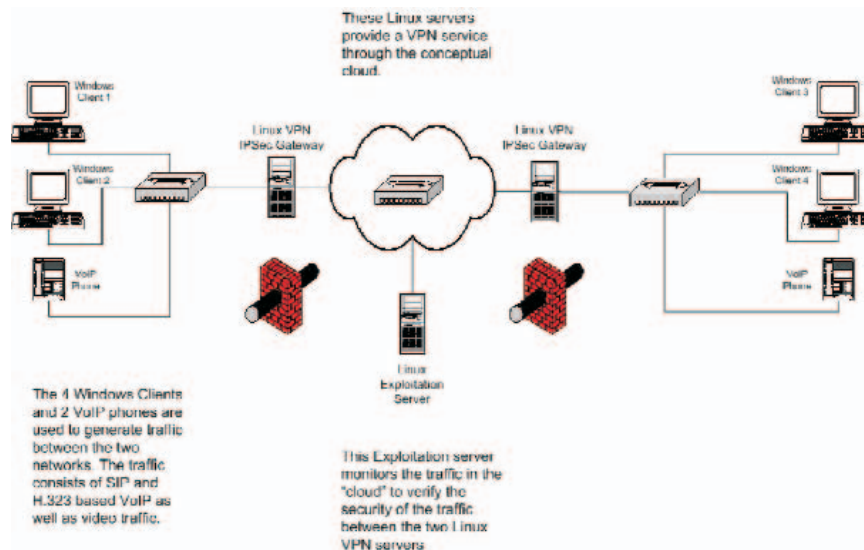 These Linux servers
provide a VPN service
through the conceptual
cloud.
Windows
Client 1
Windows
Client 3
Linux VPN
IPSec Gateway
Linux VPN
IPSec Gateway
Windows
Client 2
Windows
Client 4
VoIP
Phone
VoIP
Phone
Linux
Exploitation
Server
The 4 Windows Clients
and 2 VoIP phones are
used to generate traffic
between the two
networks. The traffic
consists of SIP and
H.323 based VoIP as
well as video traffic.
This Exploitation server
monitors the traffic in the
"cloud" to verify the
security of the traffic
between the two Linux
VPN servers